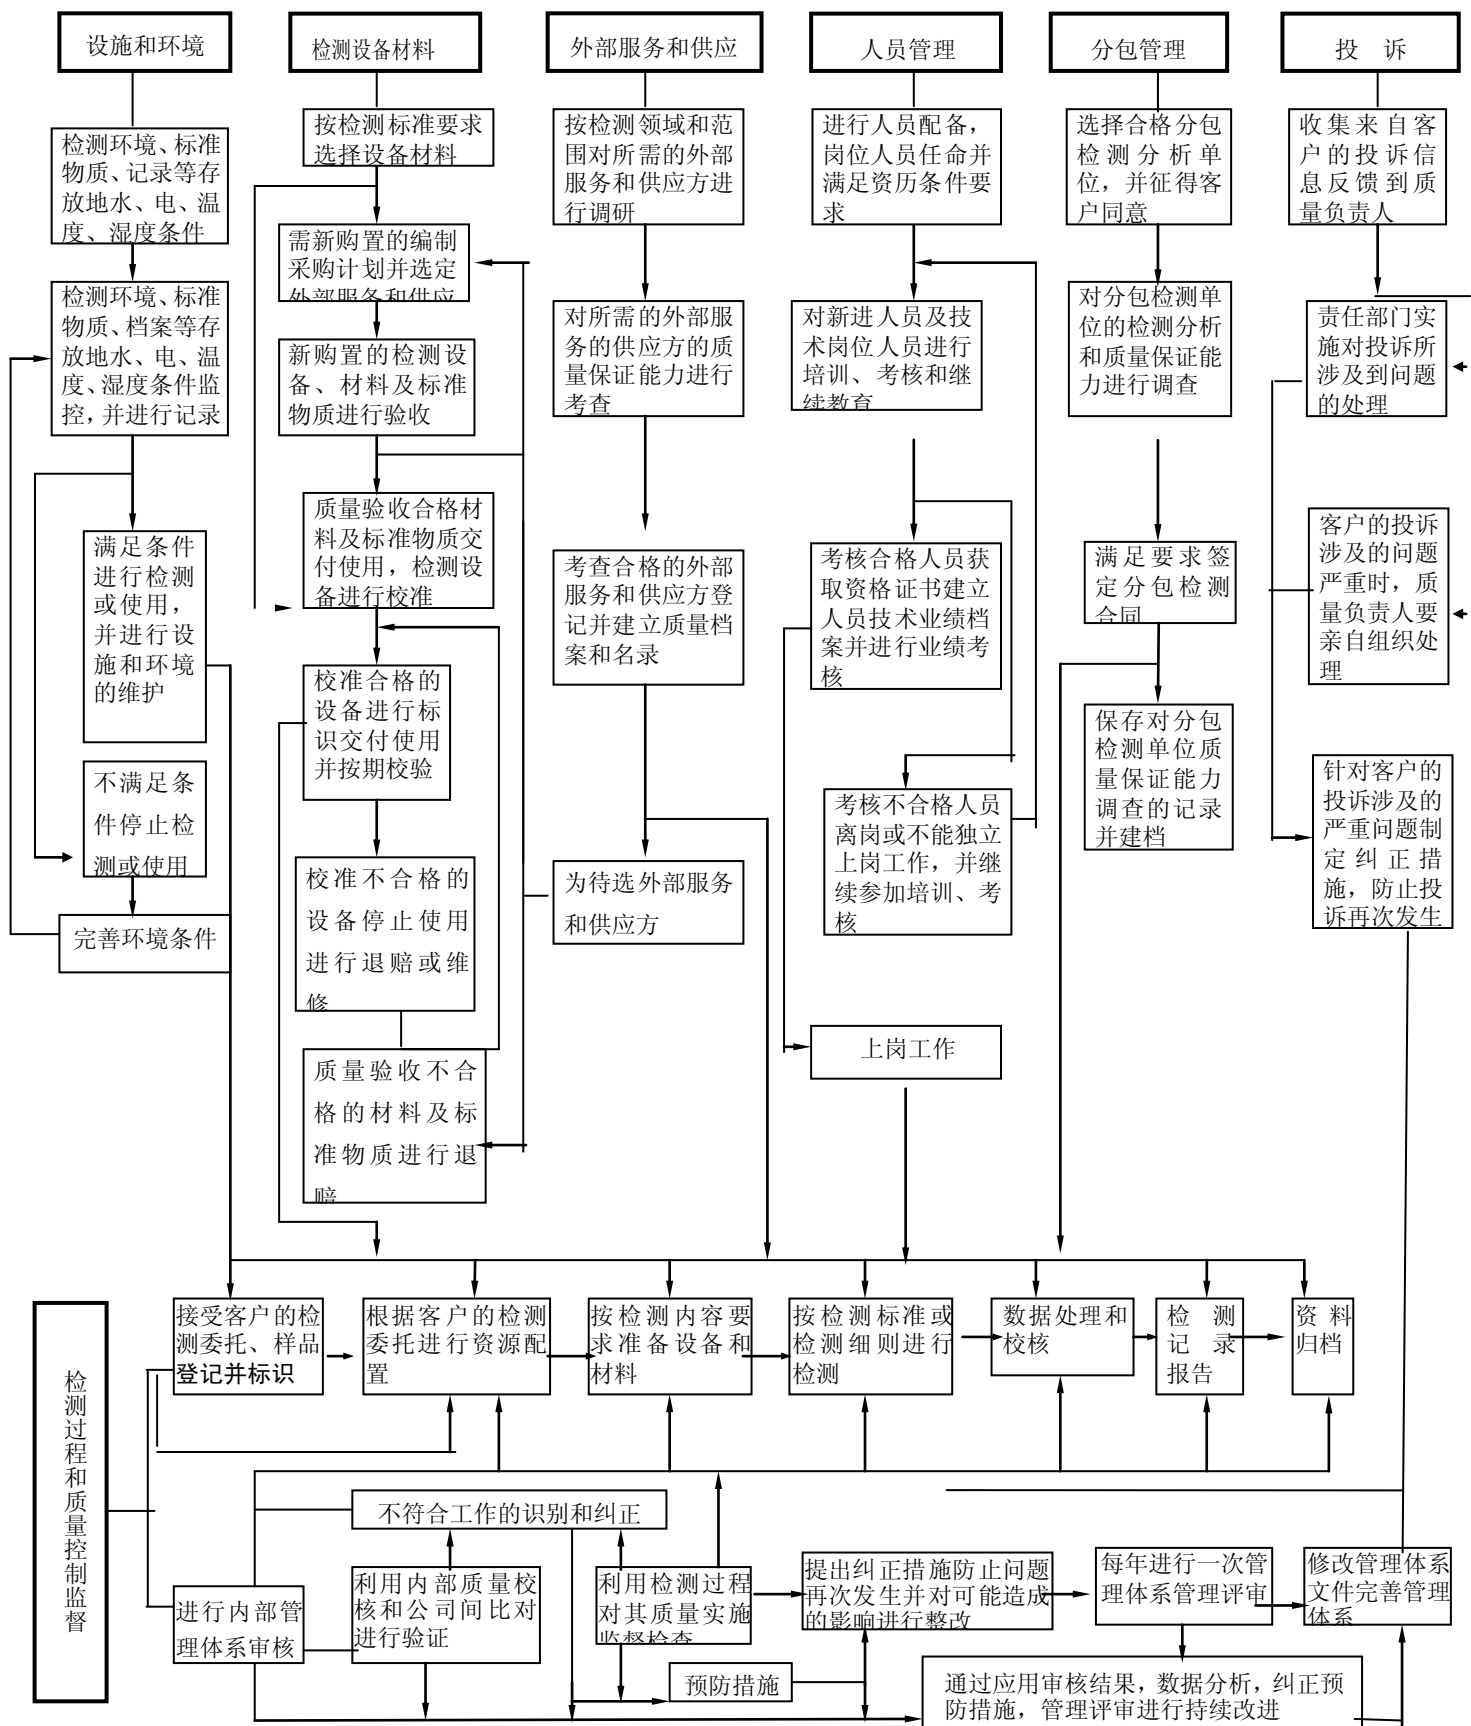 设施和环境
检测设备材料
外部服务和供应
人员管理
分包管理
投 诉
检测环境、标准
物质、记录等存
放地水、电、温
度、湿度条件
检测环境、标准
物质、档案等存
放地水、电、温
度、湿度条件监
控,并进行记录
满足条件
进行检测
或使用，
并进行设
施和环境
的维护
不满足条
件停止检
测或使用
完善环境条件
按检测标准要求
选择设备材料
需新购置的编制
采购计划并选定
外部服务和供应
新购置的检测设
备、材料及标准
物质进行验收
质量验收合格材
料及标准物质交
付使用，检测设
备进行校准
校准合格的
设备进行标
识交付使用
并按期校验
校准不合格的
设备停止使用
进行退赔或维
修
质量验收不合
格的材料及标
准物质进行退
赔
按检测领域和范
围对所需的外部
服务和供应方进
行调研
对所需的外部服
务的供应方的质
量保证能力进行
考查
考查合格的外部
服务和供应方登
记并建立质量档
案和名录
为待选外部服务
和供应方
进行人员配备，
岗位人员任命并
满足资历条件要
求
对新进人员及技
术岗位人员进行
培训、考核和继
续教育
考核合格人员获
取资格证书建立
人员技术业绩档
案并进行业绩考
核
考核不合格人员
离岗或不能独立
上岗工作，并继
续参加培训、考
核
上岗工作
选择合格分包
检测分析单
位，并征得客
户同意
对分包检测单
位的检测分析
和质量保证能
力进行调查
满足要求签
定分包检测
合同
保存对分包
检测单位质
量保证能力
调查的记录
并建档
收集来自客
户的投诉信
息反馈到质
量负责人
责任部门实
施对投诉所
涉及到问题
的处理
客户的投诉
涉及的问题
严重时，质
量负责人要
亲自组织处
理
针对客户的
投诉涉及的
严重问题制
定纠正措
施，防止投
诉再次发生
检测过程和质量控制监督
接受客户的检
测委托、样品
登记并标识
根据客户的检测
委托进行资源配
置
按检测内容要
求准备设备和
材料
按检测标准或
检测细则进行
检测
数据处理和
校核
检测
记录
报告
资料
归档
不符合工作的识别和纠正
进行内部管
理体系审核
利用内部质量校
核和公司间比对
进行验证
利用检测过程
对其质量实施
监督检查
预防措施
提出纠正措施防止问题
再次发生并对可能造成
的影响进行整改
每年进行一次管
理体系管理评审
修改管理体系
文件完善管理
体系
通过应用审核结果，数据分析，纠正预
防措施，管理评审进行持续改进